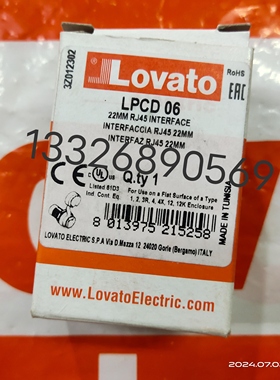 3Z012302
Lovato
RoHS
EAC
LPCD 06
22MM RJ45 INTERFACE
INTERFACCIA RJ45 22MM
INTERFAZ RJ45 22MM
13326890569
CE
UL
Q.ty 1
Listed 81D3
Ind. Cont. Eq.
For Use on a Flat Surface of a Type
1, 2, 3R, 4, 4X, 12, 12K Enclosure
MADE IN TUNISIA
8 013975 215258
LOVATO ELECTRIC S.P.A Via D.Mazza 12 24020 Gorle (Bergamo) ITALY
www.LovatoElectric.com
2024.07.0